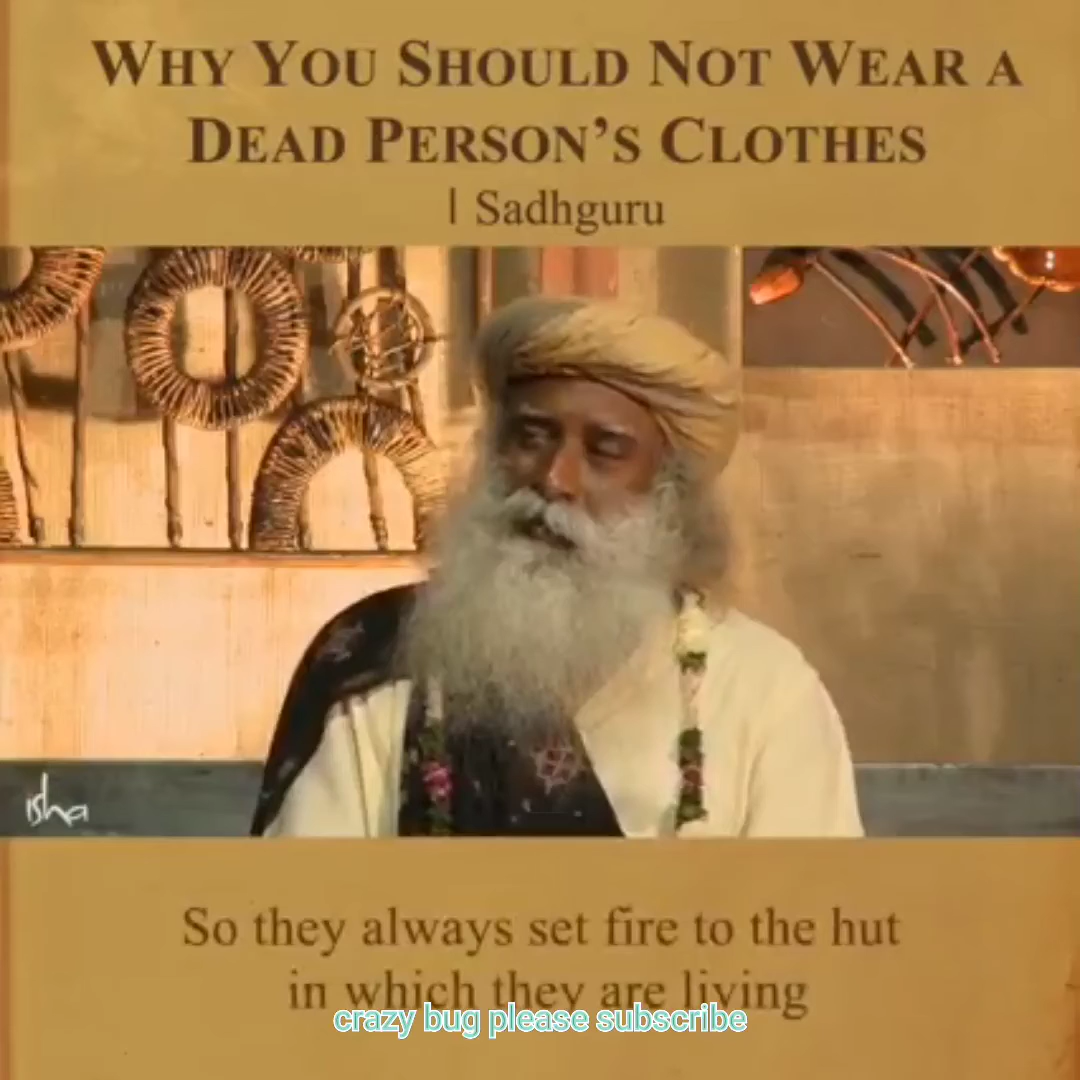 WHY YOU SHOULD NOT WEAR A
DEAD PERSON'S CLOTHES
| Sadhguru
isha
So they always set fire to the hut
in which they are living
crazy bug please subscribe